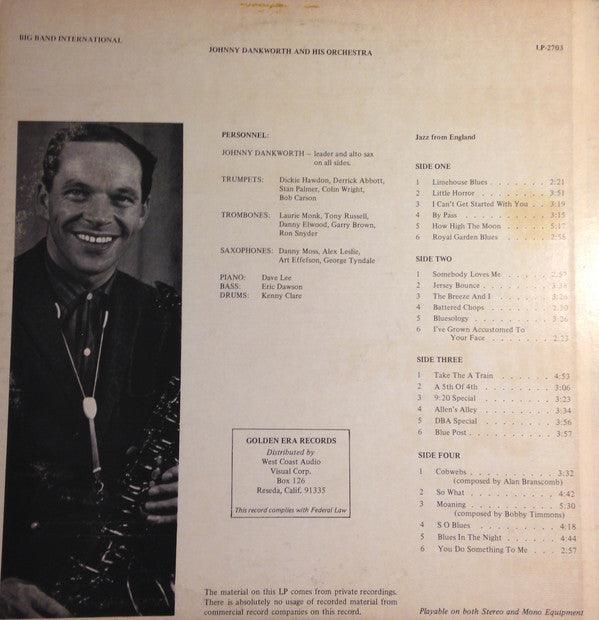 BIG BAND INTERNATIONAL
JOHNNY DANKWORTH AND HIS ORCHESTRA
LP-2703
PERSONNEL:
JOHNNY DANKWORTH – leader and alto sax
on all sides.
TRUMPETS: Dickie Hawdon, Derrick Abbott,
Stan Palmer, Colin Wright,
Bob Carson
TROMBONES: Laurie Monk, Tony Russell,
Danny Elwood, Garry Brown,
Ron Snyder
SAXOPHONES: Danny Moss, Alex Leslie,
Art Effefson, George Tyndale
PIANO: Dave Lee
BASS: Eric Dawson
DRUMS: Kenny Clare
GOLDEN ERA RECORDS
Distributed by
West Coast Audio
Visual Corp.
Box 126
Reseda, Calif. 91335
This record complies with Federal Law
The material on this LP comes from private recordings.
There is absolutely no usage of recorded material from
commercial record companies on this record.
Jazz from England
SIDE ONE
1 Limehouse Blues . . . . . . . 2:21
2 Little Horror . . . . . . . . 3:51
3 I Can't Get Started With You . . 3:19
4 By Pass . . . . . . . . . 3:15
5 How High The Moon . . . . . . 5:17
6 Royal Garden Blues . . . . . . 2:58
SIDE TWO
1 Somebody Loves Me . . . . . 2:57
2 Jersey Bounce . . . . . . . . 3:38
3 The Breeze And I . . . . . . . 3:26
4 Battered Chops . . . . . . . 2:30
5 Bluesology . . . . . . . . . 3:26
6 I've Grown Accustomed To
Your Face . . . . . . . . 2:23
SIDE THREE
1 Take The A Train . . . . . . . 4:53
2 A 5th Of 4th . . . . . . . . 3:06
3 9:20 Special . . . . . . . . . 3:23
4 Allen's Alley . . . . . . . . . 3:34
5 DBA Special . . . . . . . . . 3:56
6 Blue Post . . . . . . . . . . 3:57
SIDE FOUR
1 Cobwebs . . . . . . . . . . 3:32
(composed by Alan Branscomb)
2 So What . . . . . . . . . . 4:42
3 Moaning . . . . . . . . . . 5:30
(composed by Bobby Timmons)
4 S O Blues . . . . . . . . . . 4:18
5 Blues In The Night . . . . . . 4:44
6 You Do Something To Me . . . 2:57
Playable on both Stereo and Mono Equipment